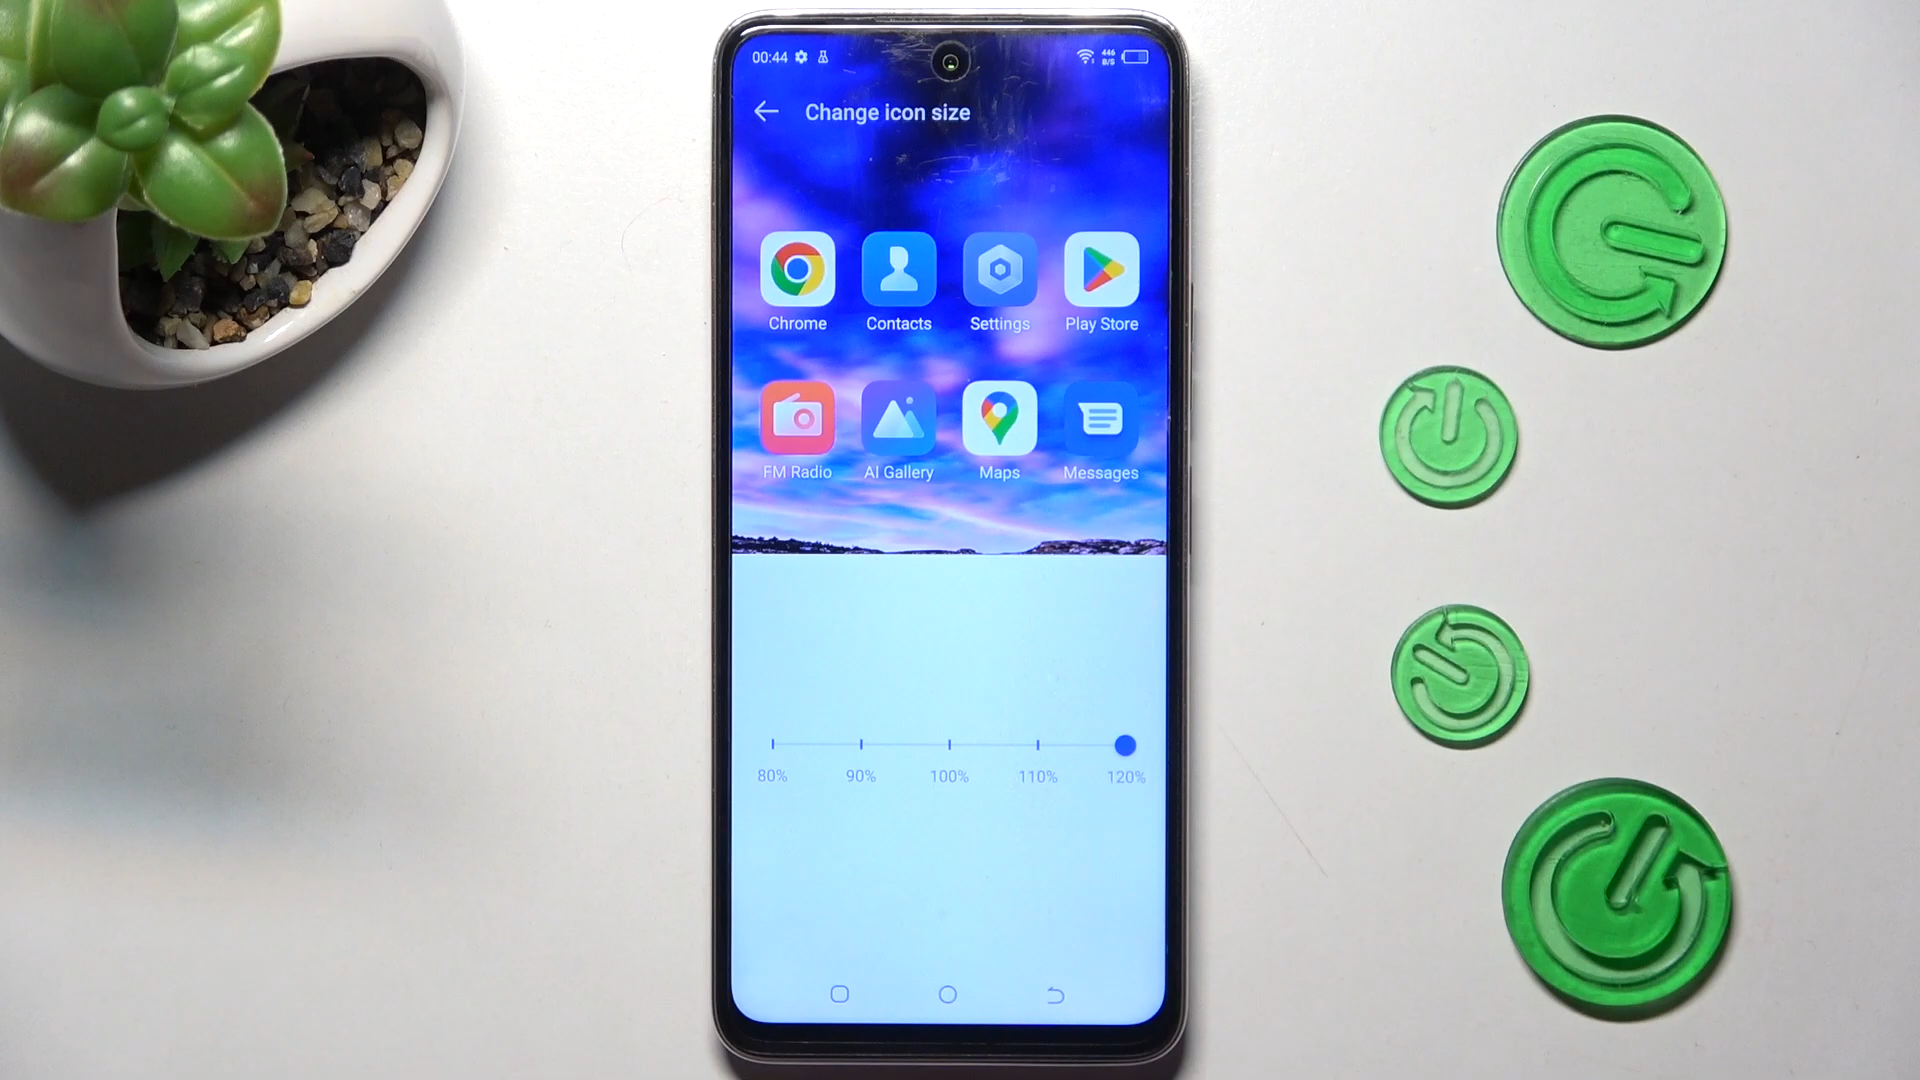 00:44 446 B/S
Change icon size
Chrome Contacts Settings Play Store
FM Radio AI Gallery Maps Messages
80% 90% 100% 110% 120%